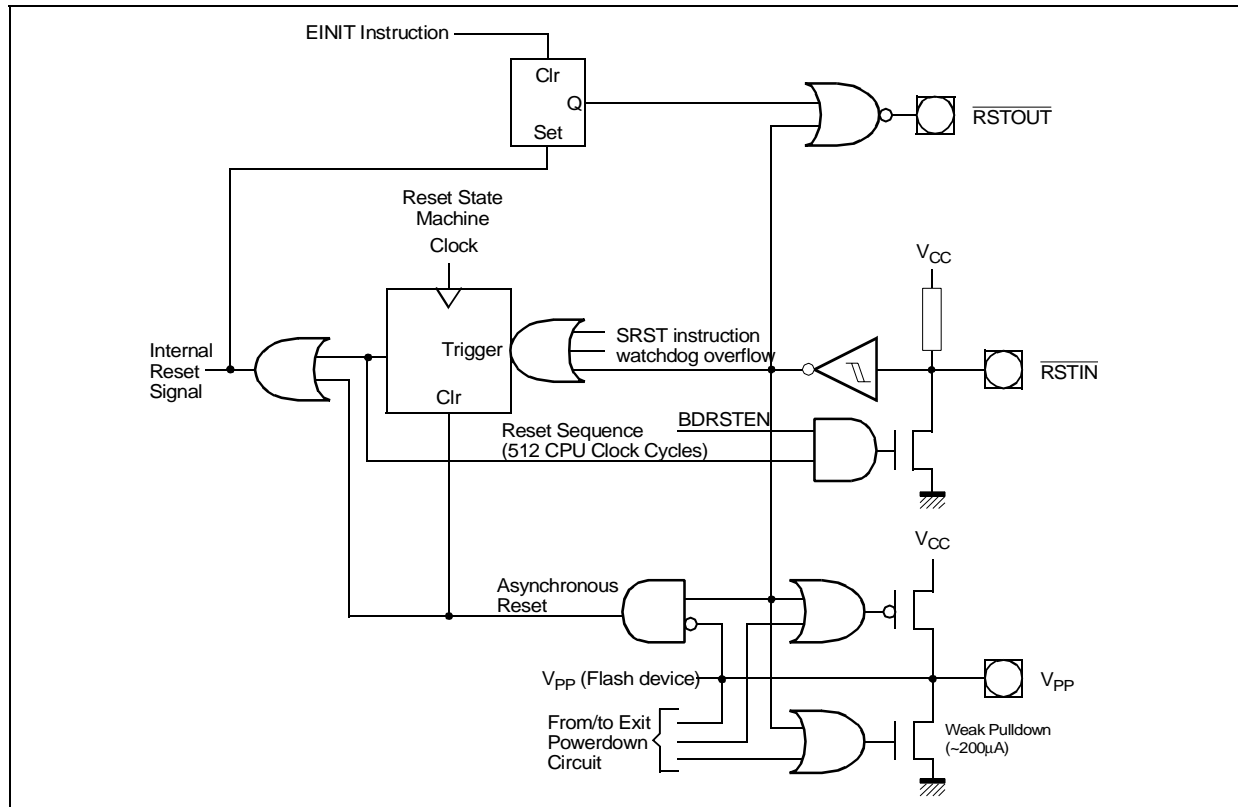 EINIT Instruction
Clr
Q
Set
RSTOUT
Reset State
Machine
Clock
VCC
Trigger
SRST instruction
watchdog overflow
Internal
Reset
Signal
RSTIN
Clr
BDRSTEN
Reset Sequence
(512 CPU Clock Cycles)
VCC
Asynchronous
Reset
VPP (Flash device)
VPP
From/to Exit
Powerdown
Circuit
Weak Pulldown
(~200µA)